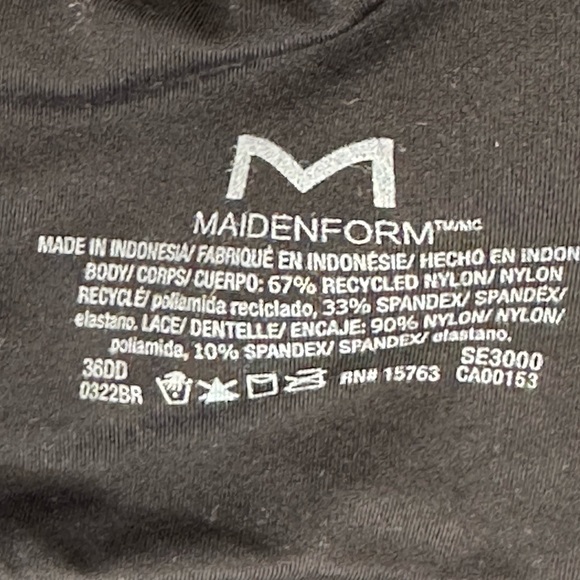 M
MAIDENFORM™/MC
MADE IN INDONESIA/ FABRIQUÉ EN INDONÉSIE/ HECHO EN INDON
BODY/ CORPS/ CUERPO: 67% RECYCLED NYLON/ NYLON
RECYCLÉ/ poliamida reciclado, 33% SPANDEX/ SPANDEX/
elastano. LACE/ DENTELLE/ ENCAJE: 90% NYLON/ NYLON/
poliamida, 10% SPANDEX/ SPANDEX/ elastano.
36DD SE3000
0322BR RN# 15763 CA00153